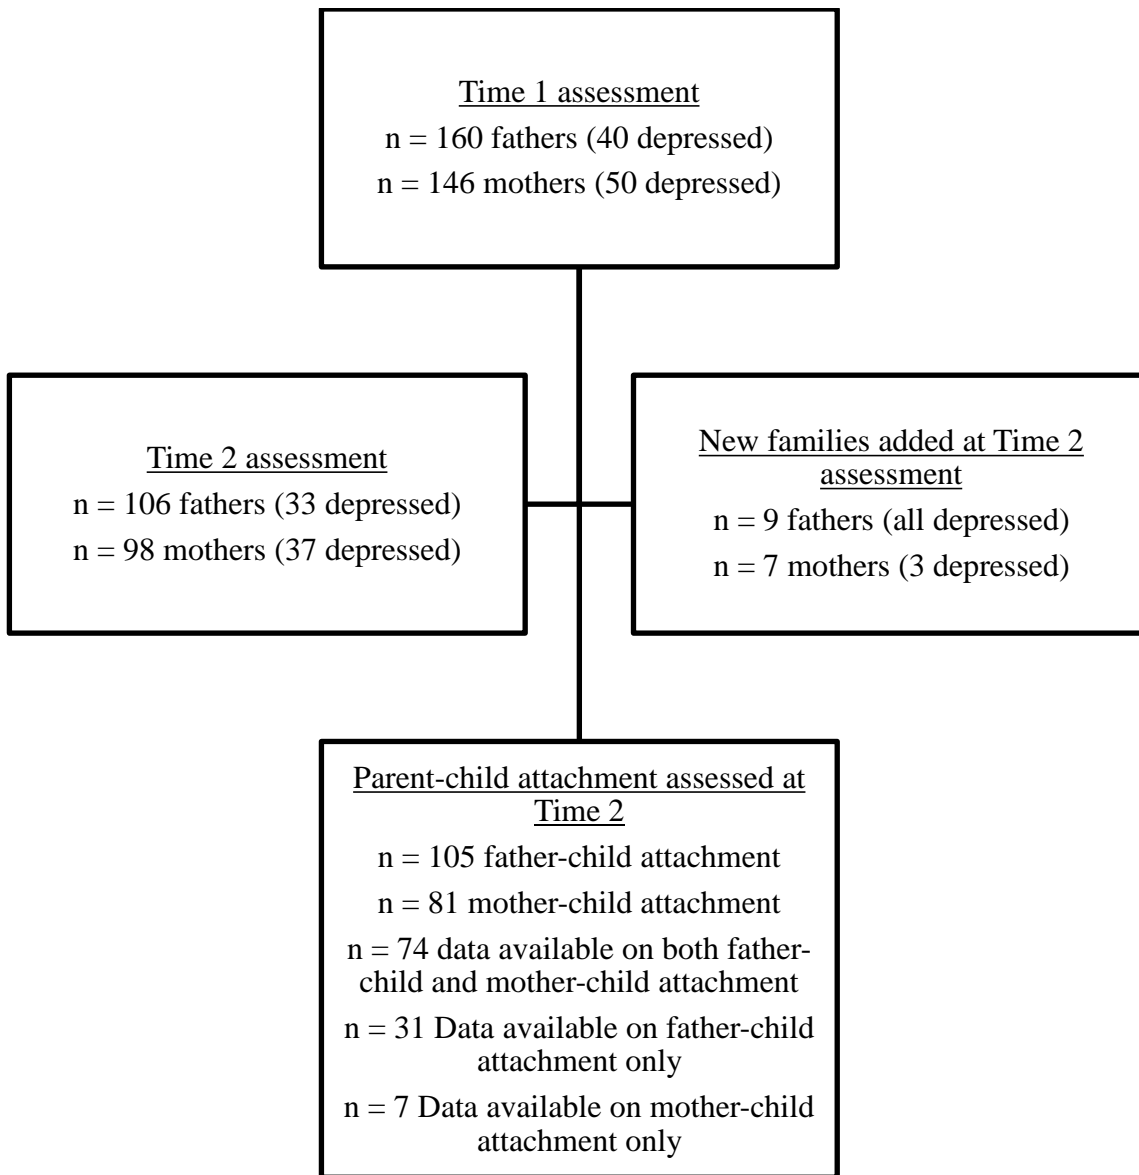 Time 1 assessment
n = 160 fathers (40 depressed)
n = 146 mothers (50 depressed)
Time 2 assessment
n = 106 fathers (33 depressed)
n = 98 mothers (37 depressed)
New families added at Time 2
assessment
n = 9 fathers (all depressed)
n = 7 mothers (3 depressed)
Parent-child attachment assessed at
Time 2
n = 105 father-child attachment
n = 81 mother-child attachment
n = 74 data available on both father-
child and mother-child attachment
n = 31 Data available on father-child
attachment only
n = 7 Data available on mother-child
attachment only